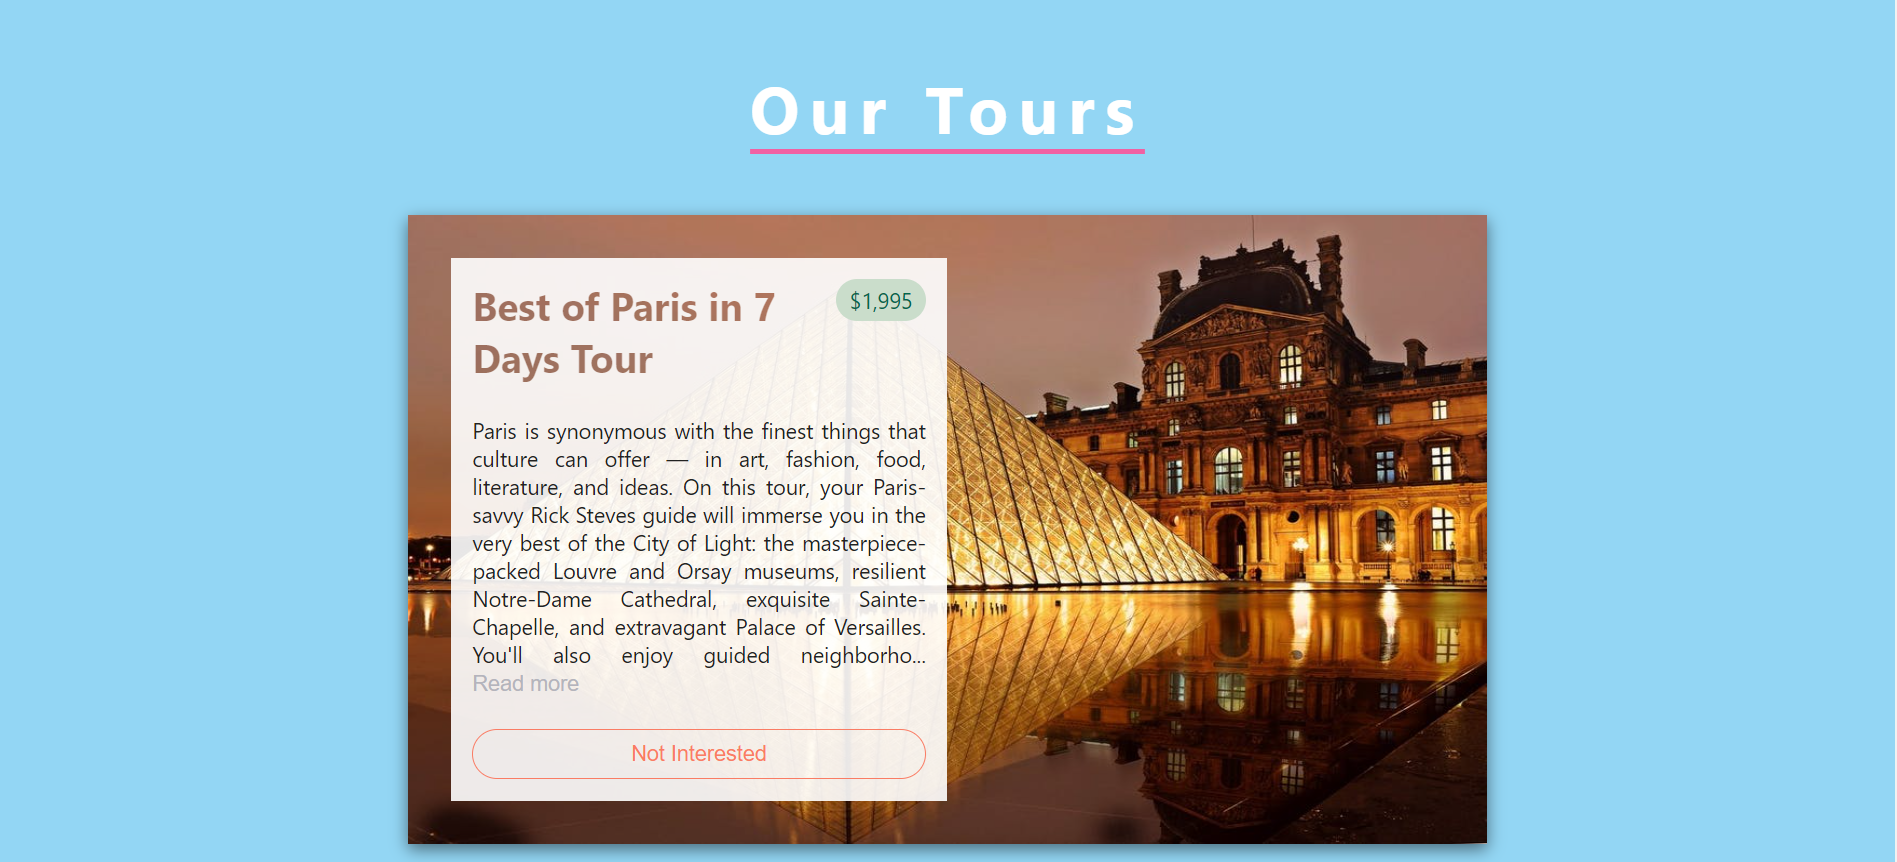 Our Tours
Best of Paris in 7
$1,995
Days Tour
Paris is synonymous with the finest things that
culture can offer — in art, fashion, food,
literature, and ideas. On this tour, your Paris-
savvy Rick Steves guide will immerse you in the
very best of the City of Light: the masterpiece-
packed Louvre and Orsay museums, resilient
Notre-Dame Cathedral, exquisite Sainte-
Chapelle, and extravagant Palace of Versailles.
You'll also enjoy guided neighborho...
Read more
Not Interested